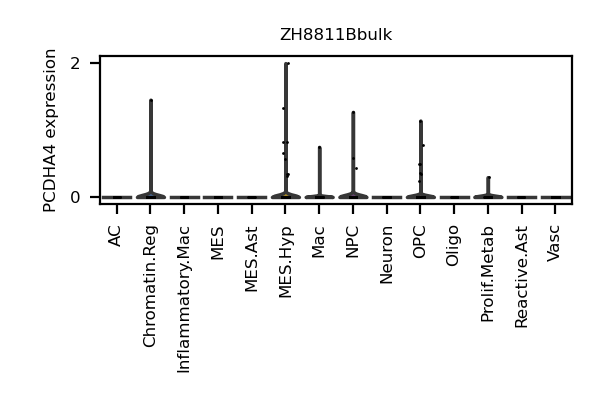 ZH8811Bbulk
PCDHA4 expression
2
0
AC
Chromatin.Reg
Inflammatory.Mac
MES
MES.Ast
MES.Hyp
Mac
NPC
Neuron
OPC
Oligo
Prolif.Metab
Reactive.Ast
Vasc